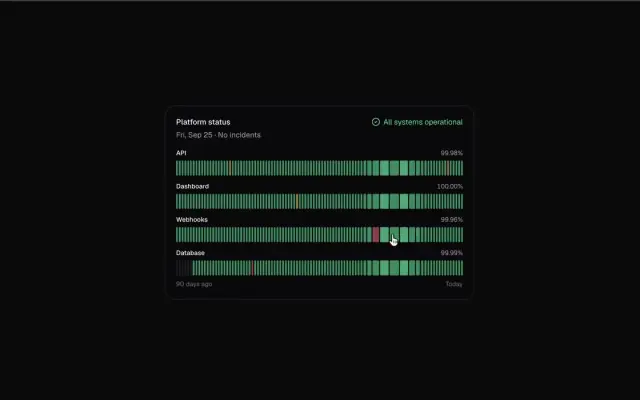 Platform status
All systems operational
Fri, Sep 25 · No incidents
API
99.98%
Dashboard
100.00%
Webhooks
99.96%
Database
99.99%
90 days ago
Today